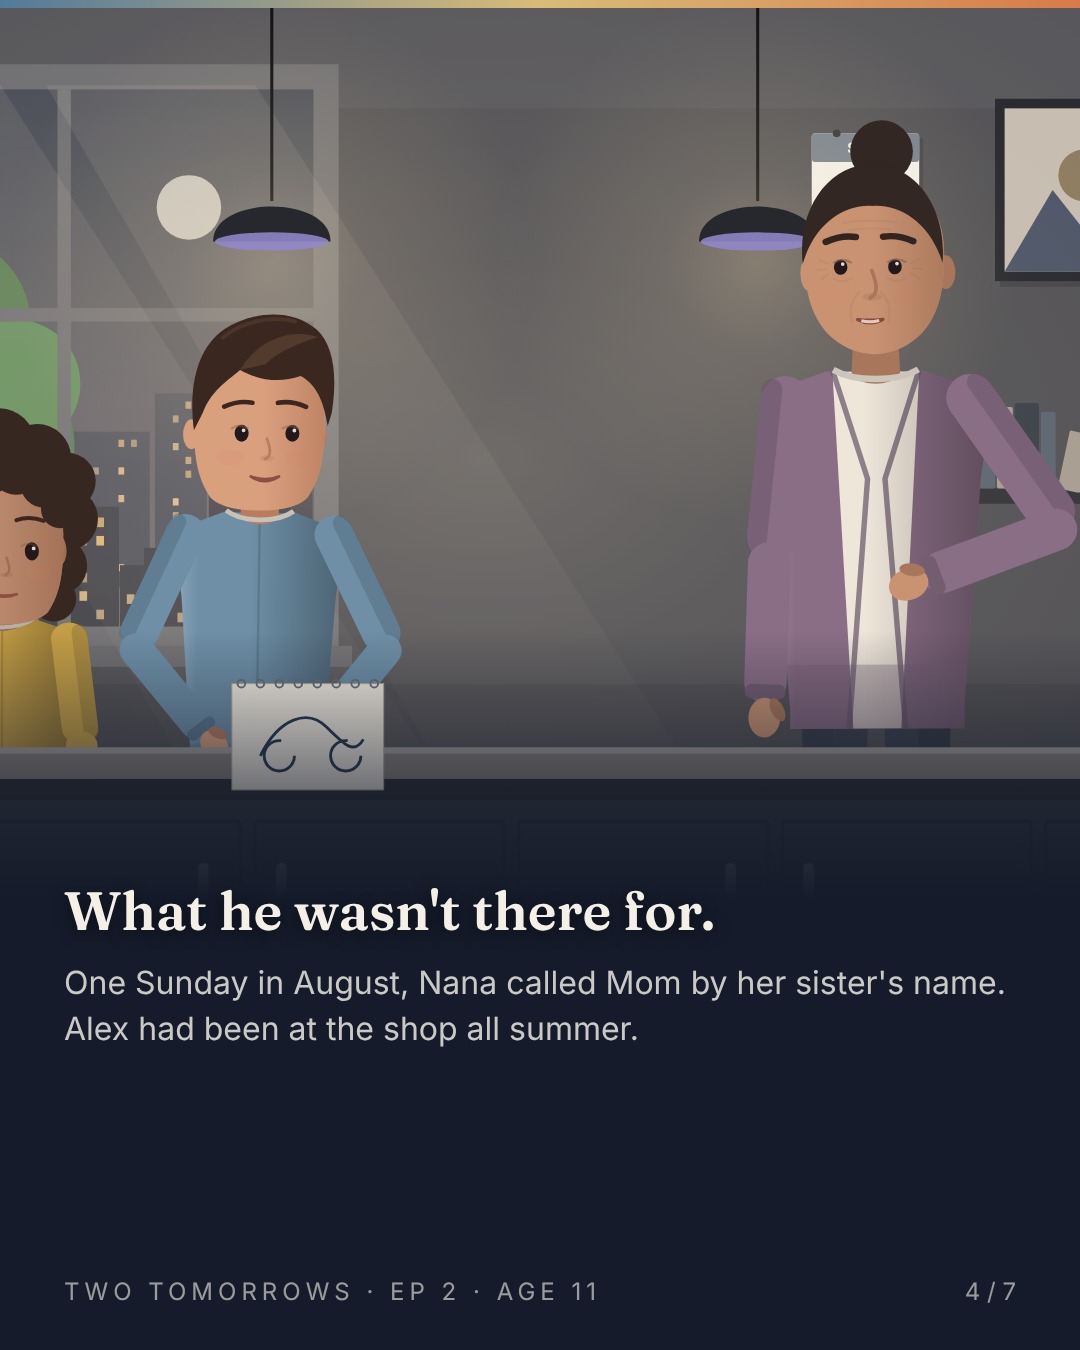 What he wasn't there for.
One Sunday in August, Nana called Mom by her sister's name.
Alex had been at the shop all summer.
TWO TOMORROWS · EP 2 · AGE 11
4/7